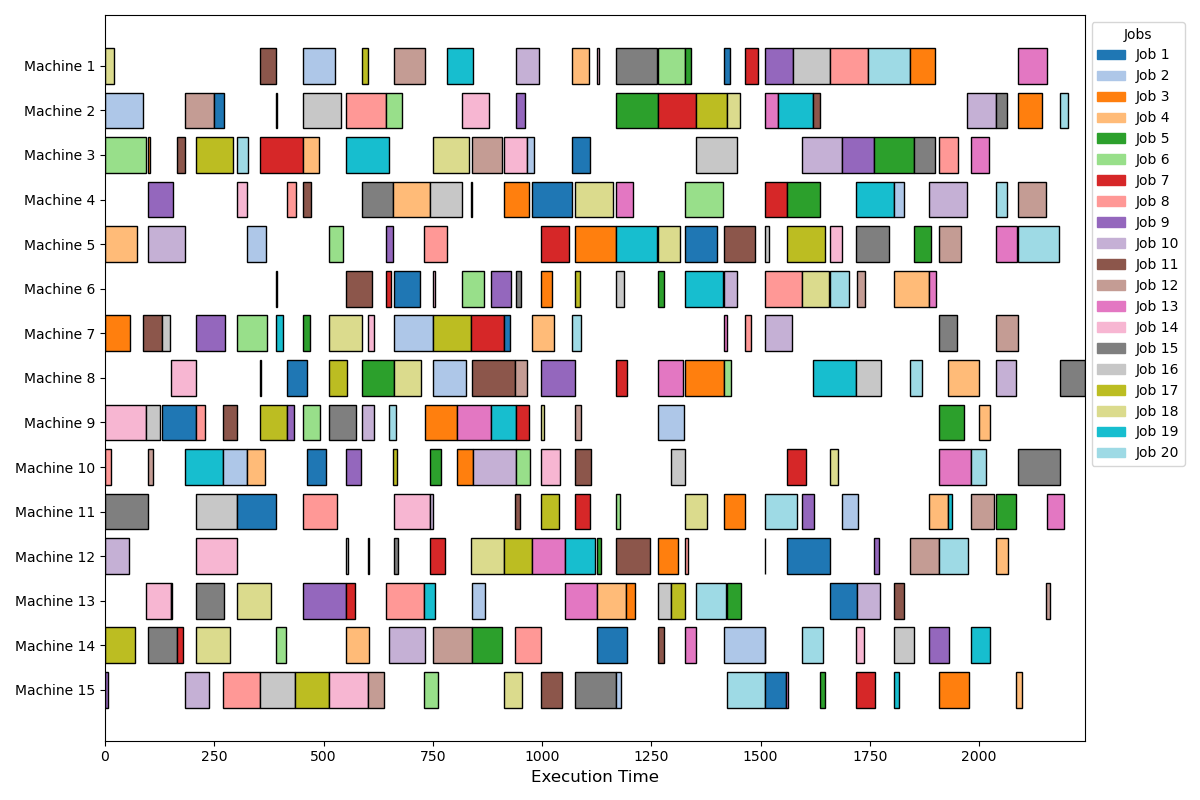 Machine 1
Machine 2
Machine 3
Machine 4
Machine 5
Machine 6
Machine 7
Machine 8
Machine 9
Machine 10
Machine 11
Machine 12
Machine 13
Machine 14
Machine 15
0 250 500 750 1000 1250 1500 1750 2000
Execution Time
Jobs
Job 1
Job 2
Job 3
Job 4
Job 5
Job 6
Job 7
Job 8
Job 9
Job 10
Job 11
Job 12
Job 13
Job 14
Job 15
Job 16
Job 17
Job 18
Job 19
Job 20